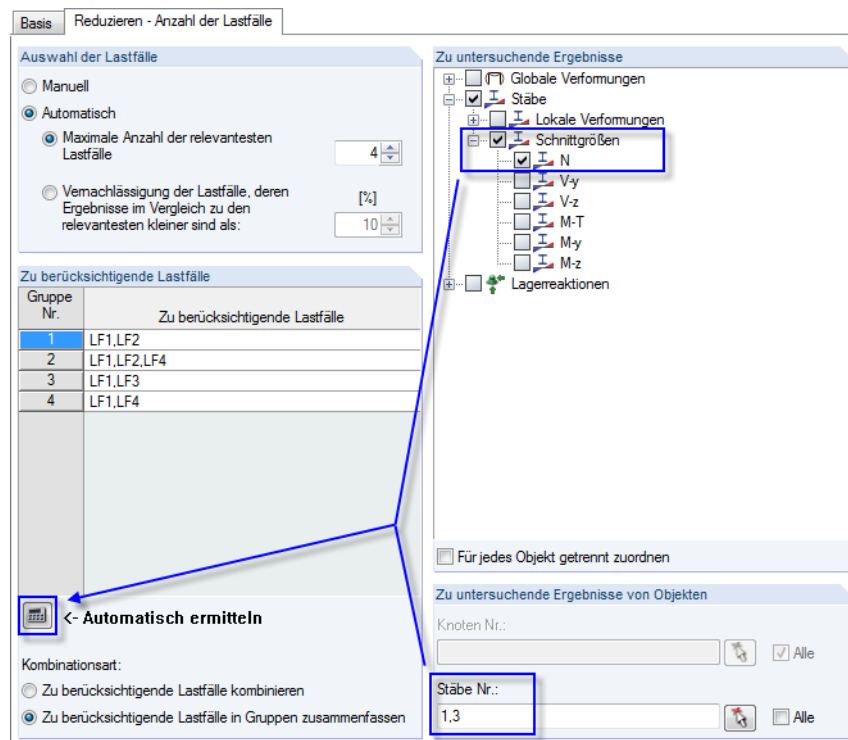 Basis
Reduzieren - Anzahl der Lastfälle
Auswahl der Lastfälle
Manuell
Automatisch
Maximale Anzahl der relevantesten
Lastfälle
4
Vernachlässigung der Lastfälle, deren
Ergebnisse im Vergleich zu den
relevantesten kleiner sind als:
[%]
10
Zu berücksichtigende Lastfälle
Gruppe
Nr.
Zu berücksichtigende Lastfälle
1 LF1,LF2
2 LF1,LF2,LF4
3 LF1,LF3
4 LF1,LF4
<- Automatisch ermitteln
Kombinationsart:
Zu berücksichtigende Lastfälle kombinieren
Zu berücksichtigende Lastfälle in Gruppen zusammenfassen
Zu untersuchende Ergebnisse
Globale Verformungen
Stäbe
Lokale Verformungen
Schnittgrößen
N
V-y
V-z
M-T
M-y
M-z
Lagerreaktionen
Für jedes Objekt getrennt zuordnen
Zu untersuchende Ergebnisse von Objekten
Knoten Nr.:
Alle
Stäbe Nr.:
1,3
Alle